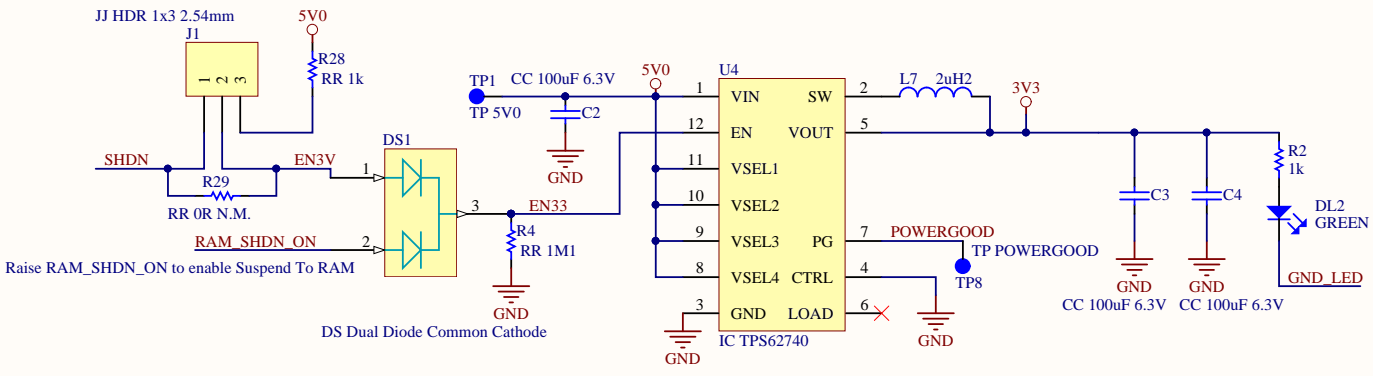 JJ HDR 1x3 2.54mm
J1
1
2
3
5V0
R28
RR 1k
SHDN
EN3V
R29
RR 0R N.M.
RAM_SHDN_ON
Raise RAM_SHDN_ON to enable Suspend To RAM
DS1
1
2
3
EN33
R4
RR 1M1
GND
DS Dual Diode Common Cathode
TP1
TP 5V0
CC 100uF 6.3V
C2
GND
5V0
U4
1
VIN
12
EN
11
VSEL1
10
VSEL2
9
VSEL3
8
VSEL4
3
GND
GND
SW
2
VOUT
5
PG
7
CTRL
4
LOAD
6
IC TPS62740
L7
2uH2
3V3
POWERGOOD
TP POWERGOOD
TP8
GND
C3
GND
CC 100uF 6.3V
C4
GND
CC 100uF 6.3V
R2
1k
DL2
GREEN
GND_LED